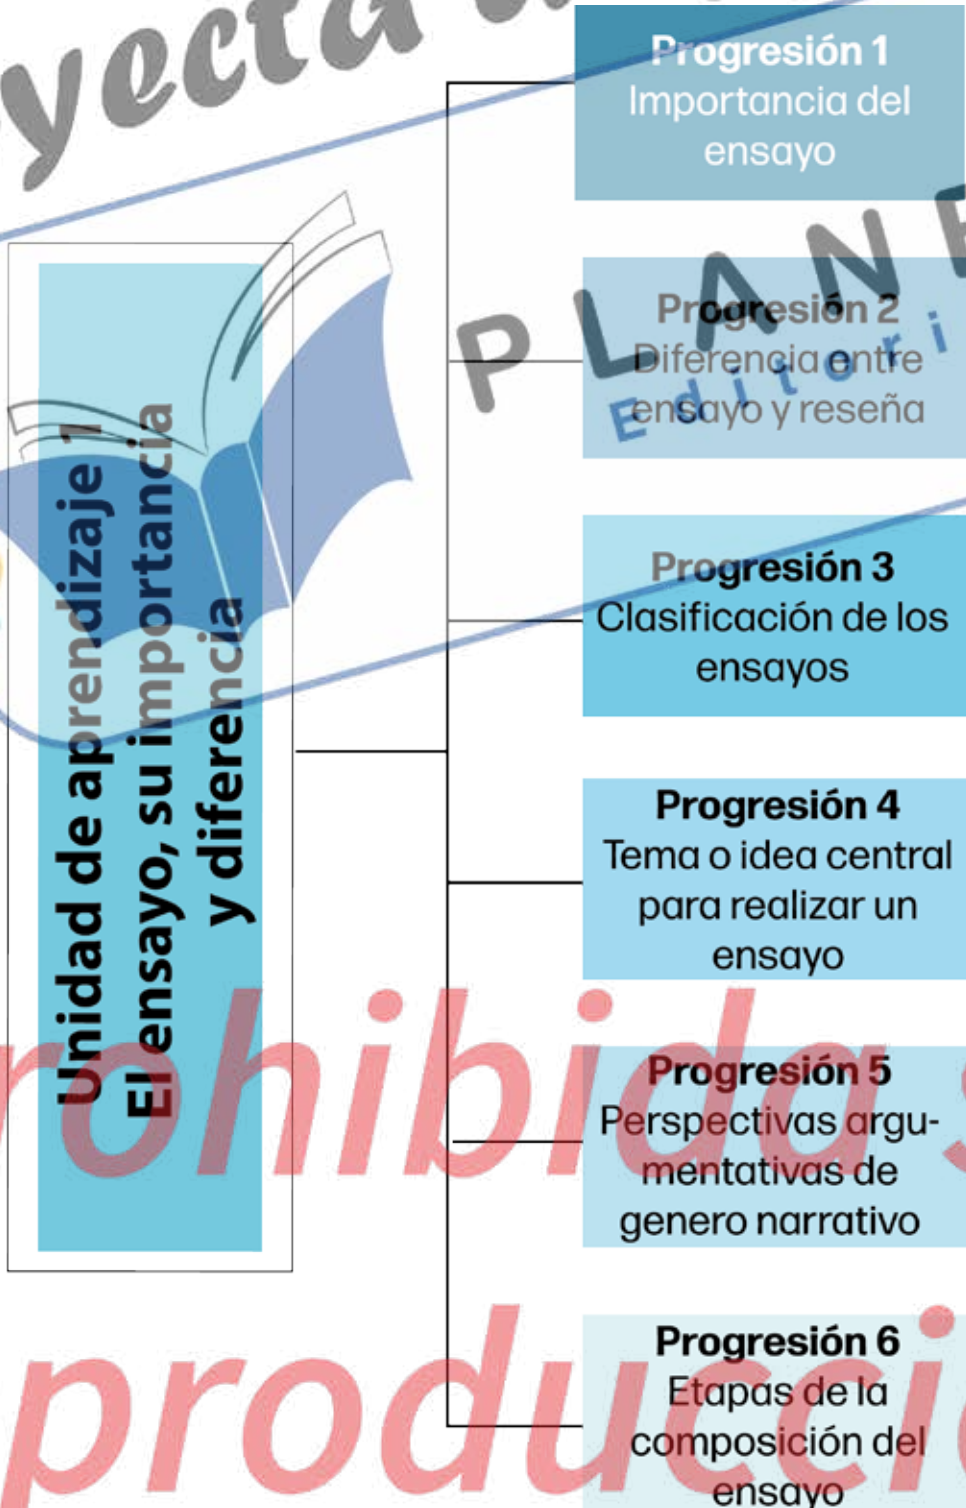 Progresión 1
Importancia del
ensayo
PLAN
Editori
Progresión 2
Diferencia entre
ensayo y reseña
Unidad de aprendizaje 1
El ensayo, su importancia
y diferencia
Progresión 3
Clasificación de los
ensayos
Progresión 4
Tema o idea central
para realizar un
ensayo
Progresión 5
Perspectivas argu-
mentativas de
genero narrativo
rohibida s
Progresión 6
Etapas de la
composición del
ensayo
producci